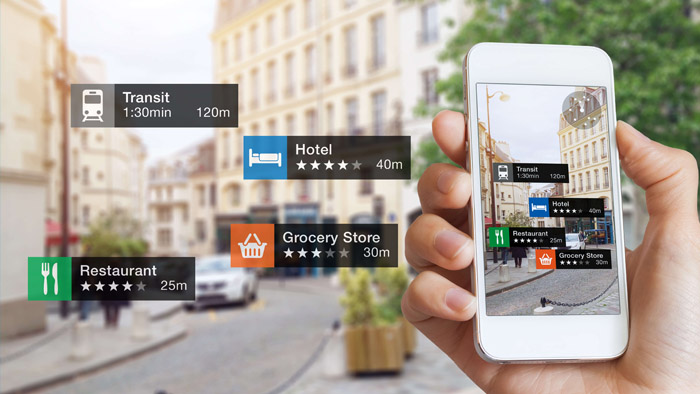 Transit
1:30min 120m
Hotel
40m
Grocery Store
30m
Restaurant
25m
Transit
1:30min 120m
Hotel
40m
Restaurant
25m
Grocery Store
30m